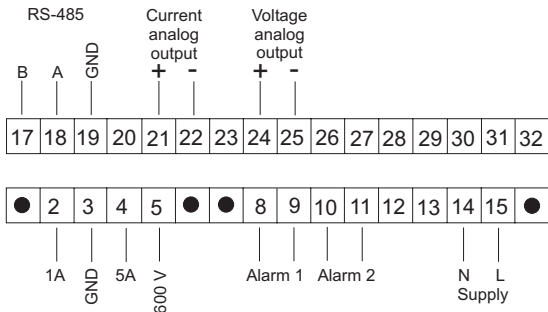 RS-485
Current analog output
Voltage analog output
B A GND + - + -
17 18 19 20 21 22 23 24 25 26 27 28 29 30 31 32
2 3 4 5 8 9 10 11 12 13 14 15
1A GND 5A 600 V Alarm 1 Alarm 2 N L
Supply